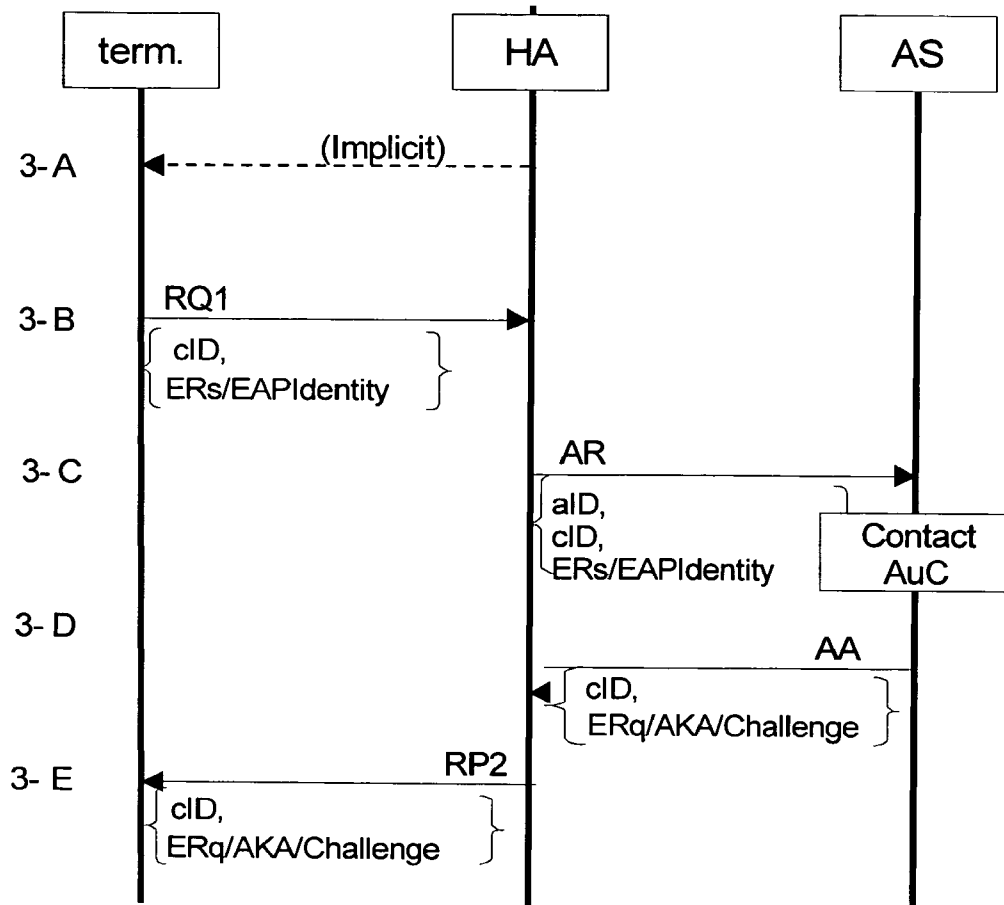 term.
HA
AS
3-A
(Implicit)
3-B
RQ1
cID,
ERs/EAPIdentity
3-C
AR
aID,
cID,
ERs/EAPIdentity
Contact
AuC
3-D
AA
cID,
ERq/AKA/Challenge
3-E
RP2
cID,
ERq/AKA/Challenge